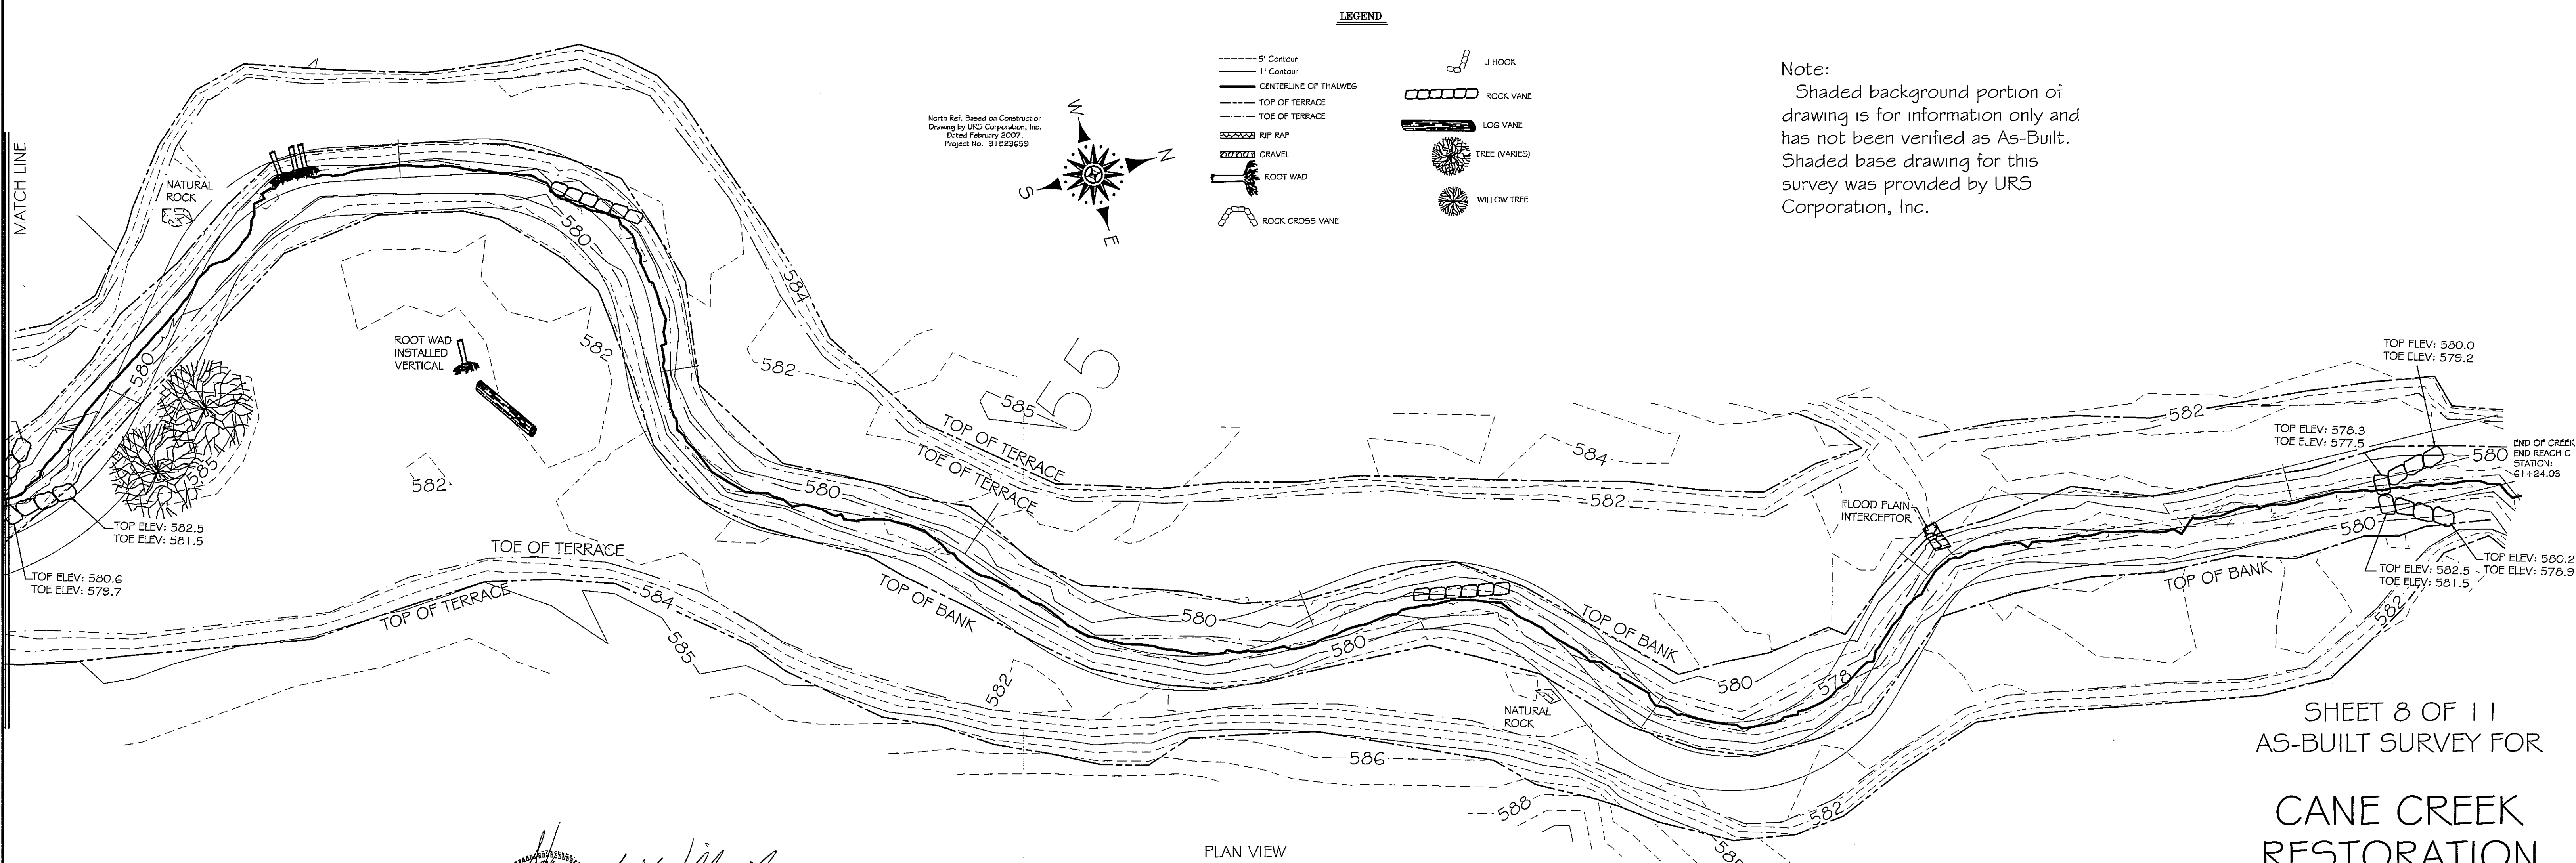 LEGEND
5' Contour
1' Contour
CENTERLINE OF THALWEG
TOP OF TERRACE
TOE OF TERRACE
RIP RAP
GRAVEL
ROOT WAD
ROCK CROSS VANE
J HOOK
ROCK VANE
LOG VANE
TREE (VARIES)
WILLOW TREE
North Ref. Based on Construction
Drawing by URS Corporation, Inc.
Dated February 2007.
Project No. 31823659
W
N
S
E
Note:
Shaded background portion of
drawing is for information only and
has not been verified as As-Built.
Shaded base drawing for this
survey was provided by URS
Corporation, Inc.
MATCH LINE
NATURAL
ROCK
580
584
582
582
580
ROOT WAD
INSTALLED
VERTICAL
585
582
TOP ELEV: 582.5
TOE ELEV: 581.5
TOP ELEV: 580.6
TOE ELEV: 579.7
TOE OF TERRACE
TOP OF TERRACE
584
585
585
55
TOP OF TERRACE
TOE OF TERRACE
580
TOP OF BANK
582
580
580
584
582
TOP OF BANK
NATURAL
ROCK
586
588
585
582
580
578
FLOOD PLAIN
INTERCEPTOR
TOP ELEV: 580.0
TOE ELEV: 579.2
582
TOP ELEV: 578.3
TOE ELEV: 577.5
580
END OF CREEK
END REACH C
STATION:
61+24.03
580
TOP OF BANK
TOP ELEV: 580.2
TOE ELEV: 578.9
TOP ELEV: 582.5
TOE ELEV: 581.5
582
SHEET 8 OF 11
AS-BUILT SURVEY FOR
CANE CREEK
RESTORATION
PLAN VIEW